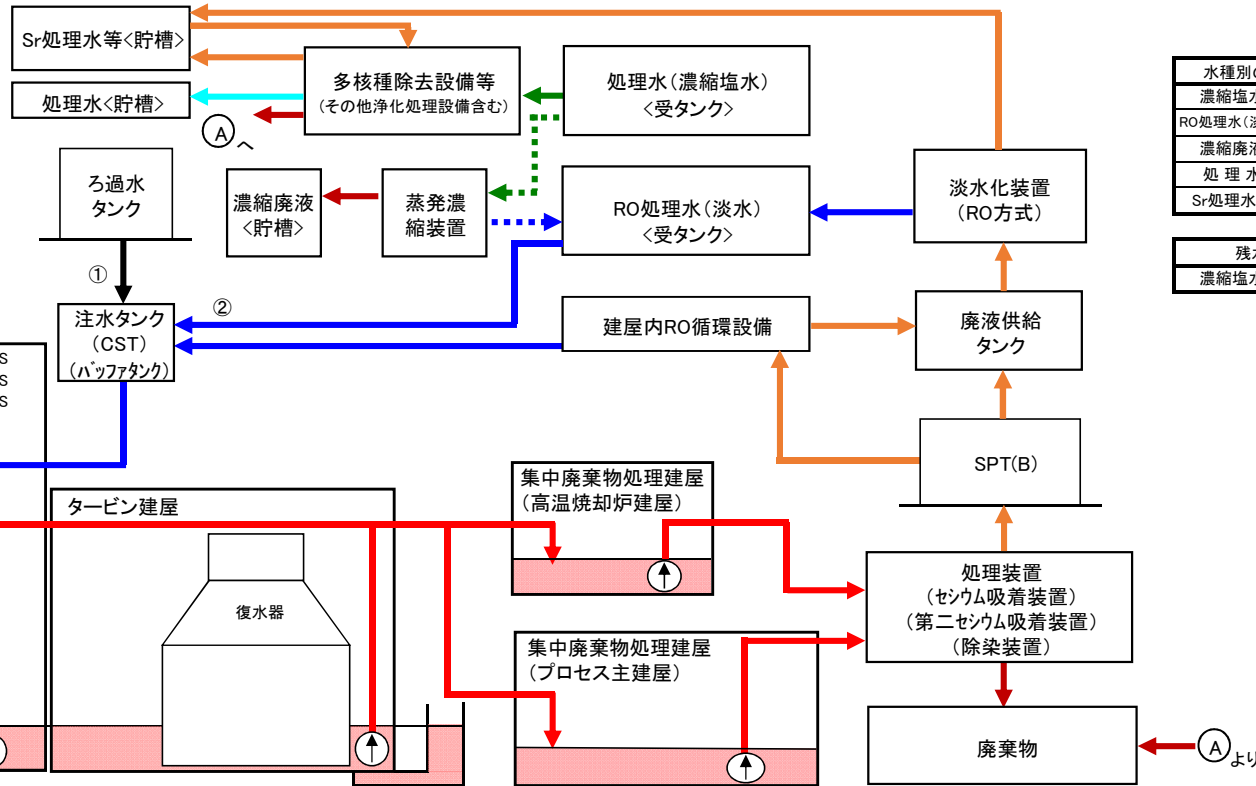 Sr処理水等<貯槽>
処理水<貯槽>
多核種除去設備等
(その他浄化処理設備含む)
Aへ
処理水(濃縮塩水)
<受タンク>
ろ過水
タンク
濃縮廃液
<貯槽>
蒸発濃
縮装置
RO処理水(淡水)
<受タンク>
淡水化装置
(RO方式)
①
②
注水タンク
(CST)
(バッファタンク)
建屋内RO循環設備
廃液供給
タンク
SPT(B)
S
S
S
タービン建屋
復水器
集中廃棄物処理建屋
(高温焼却炉建屋)
集中廃棄物処理建屋
(プロセス主建屋)
処理装置
(セシウム吸着装置)
(第二セシウム吸着装置)
(除染装置)
廃棄物
Aより
水種別の
濃縮塩水
RO処理水(淡
濃縮廃液
処理水
Sr処理水
残水
濃縮塩水